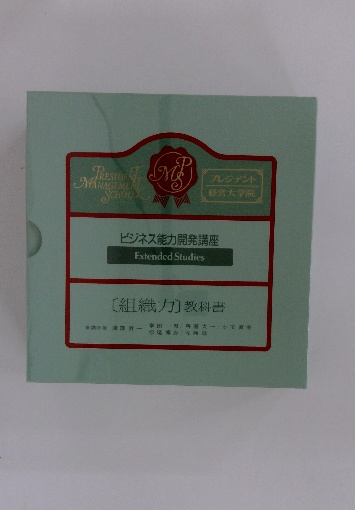 PRESIDENT
MANAGEMENT
SCHOOL
PMS
プレジデント
経営大学院
ビジネス能力開発講座
Extended Studies
〔組織力〕教科書